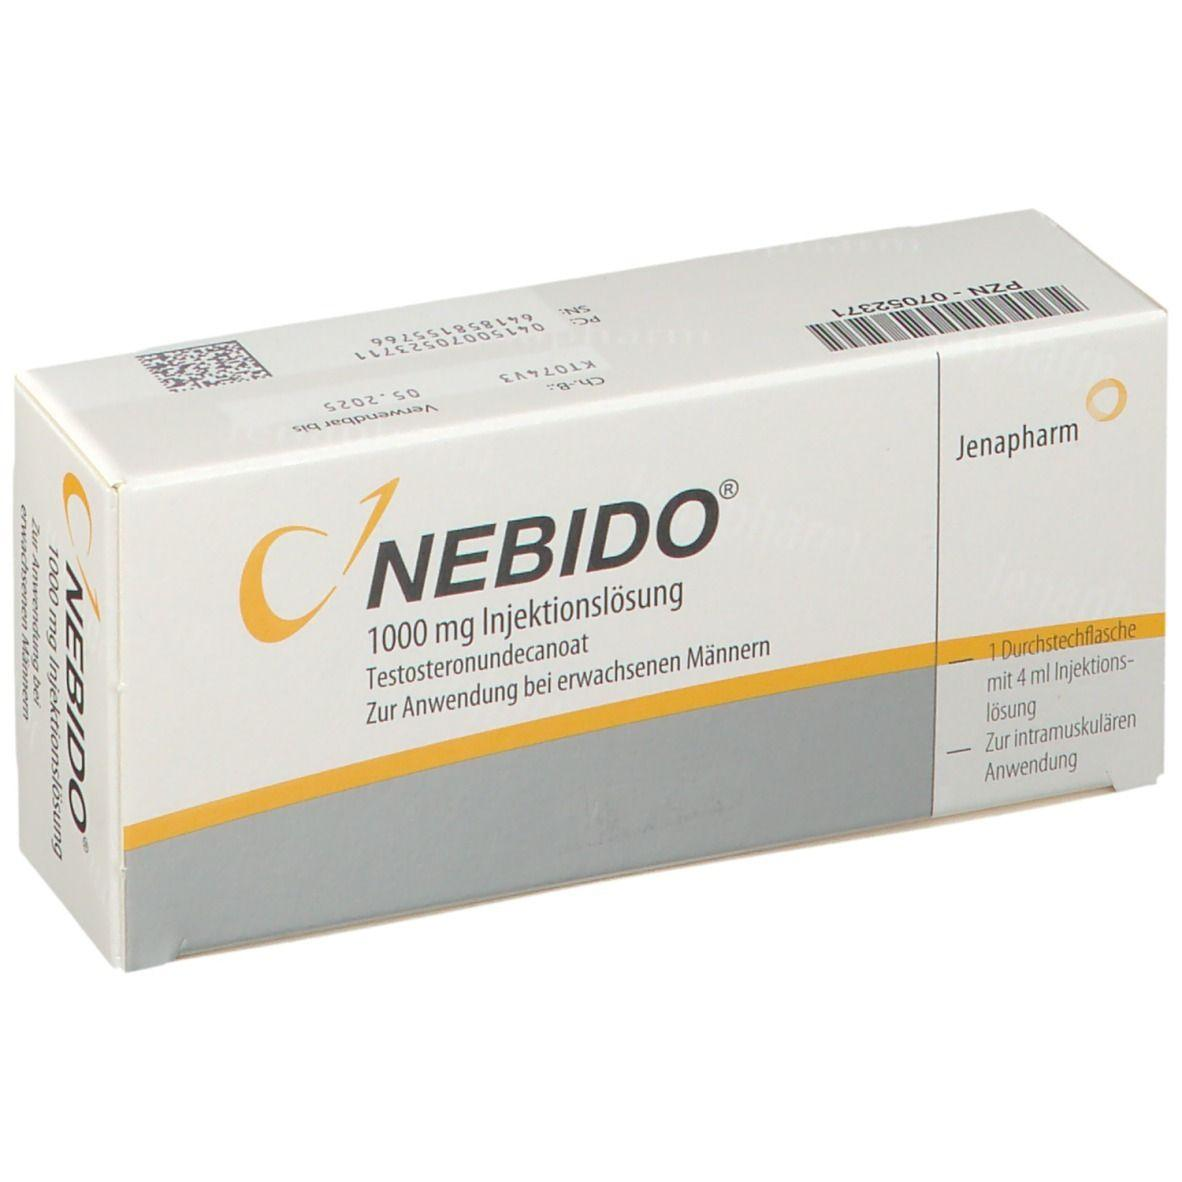 PZN - 07052371
PC: 04150070523711
SN: 641858155766
Ch.-B.: KT074V3
Verwendbar bis
05.2025
Jenapharm
NEBIDO®
1000 mg Injektionslösung
Testosteronundecanoat
Zur Anwendung bei erwachsenen Männern
— 1 Durchstechflasche
mit 4 ml Injektions-
lösung
— Zur intramuskulären
Anwendung
NEBIDO®
1000 mg Injektionslösung
Zur Anwendung bei
erwachsenen Männern